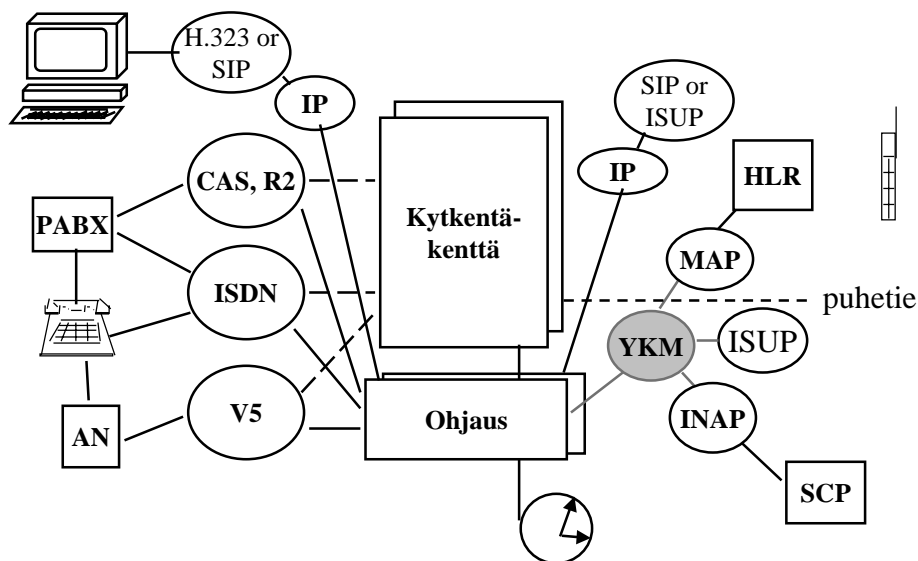 H.323 or
SIP
IP
SIP or
ISUP
IP
HLR
CAS, R2
Kytkentä-
kenttä
PABX
MAP
ISDN
puhetie
YKM
ISUP
V5
Ohjaus
INAP
AN
SCP